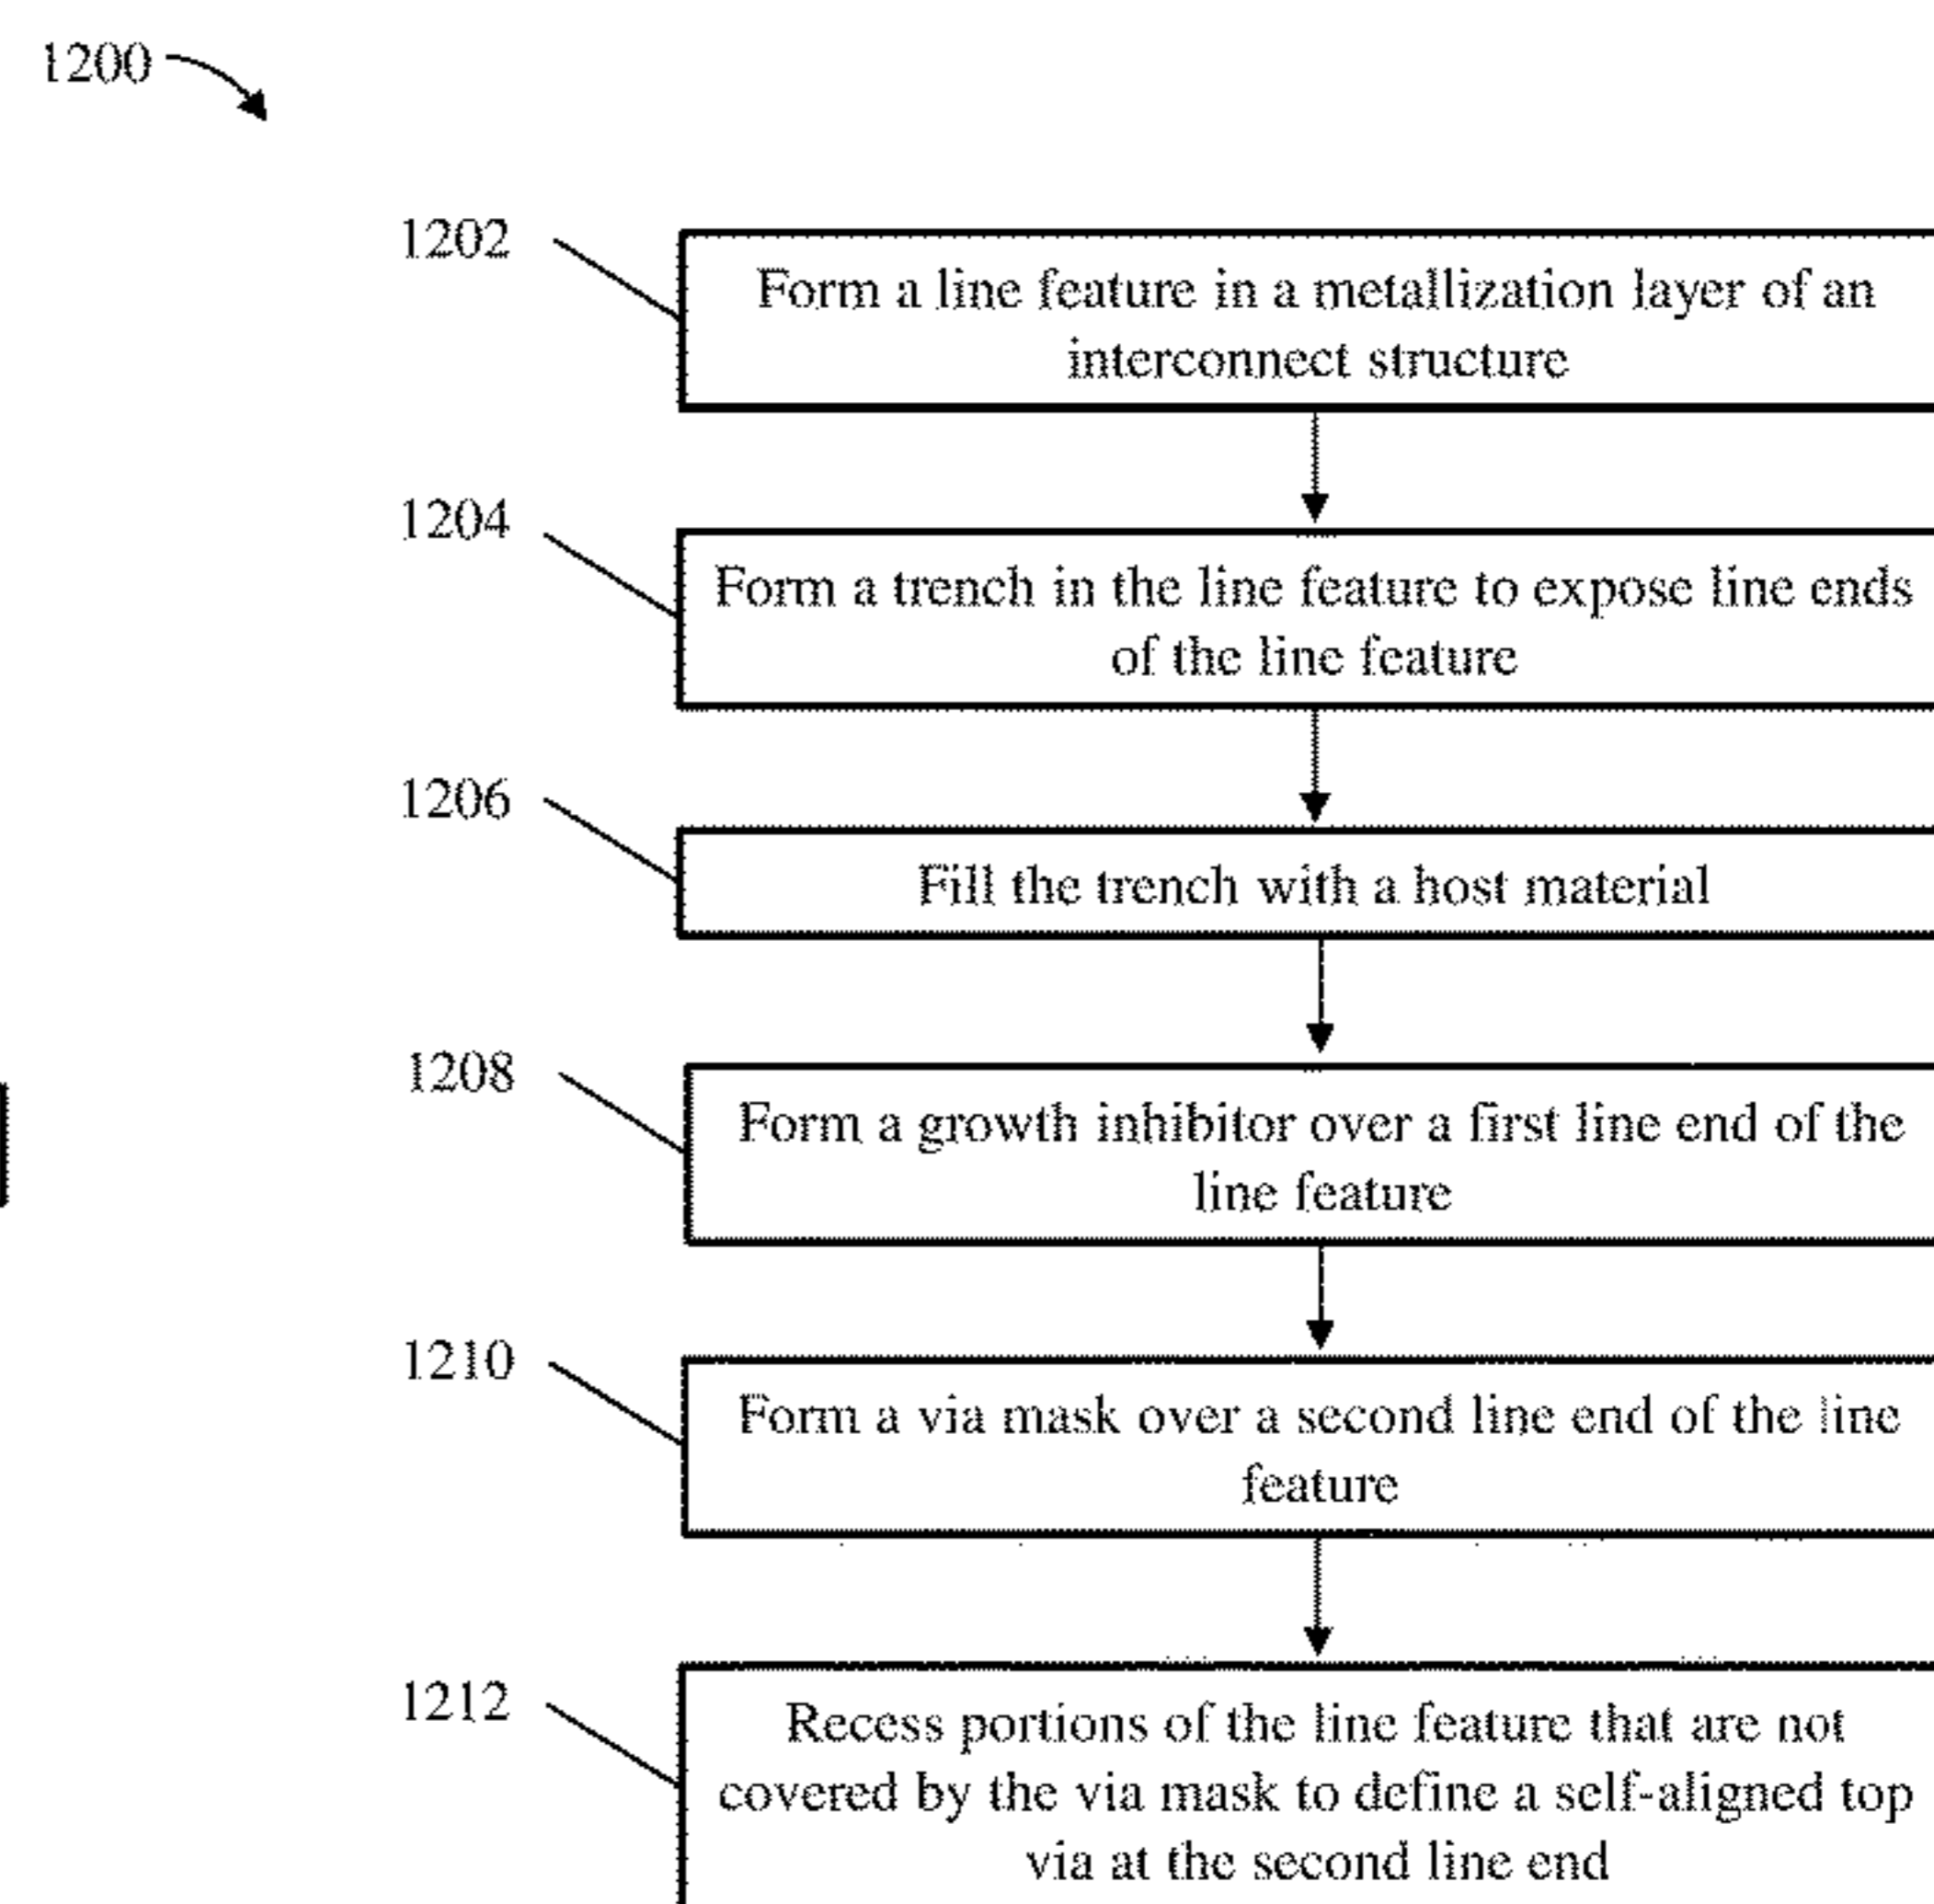 1200
1202
Form a line feature in a metallization layer of an
interconnect structure
1204
Form a trench in the line feature to expose line ends
of the line feature
1206
Fill the trench with a host material
1208
Form a growth inhibitor over a first line end of the
line feature
1210
Form a via mask over a second line end of the line
feature
1212
Recess portions of the line feature that are not
covered by the via mask to define a self-aligned top
via at the second line end